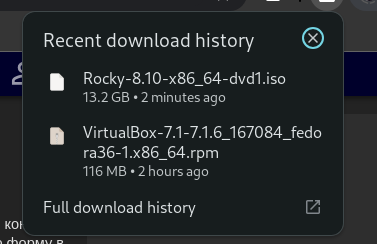 Recent download history
Rocky-8.10-x86_64-dvd1.iso
13.2 GB • 2 minutes ago
VirtualBox-7.1-7.1.6_167084_fedo
ra36-1.x86_64.rpm
116 MB • 2 hours ago
Full download history
форму в